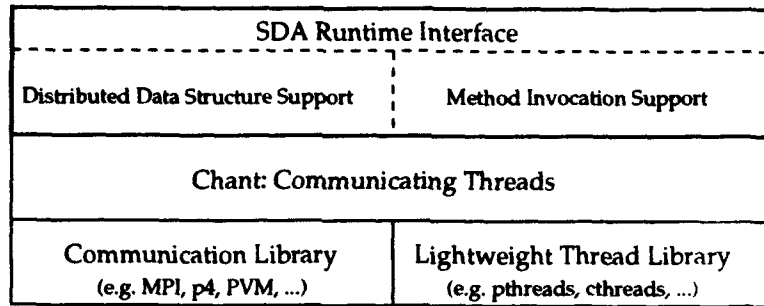 SDA Runtime Interface
Distributed Data Structure Support
Method Invocation Support
Chant: Communicating Threads
Communication Library
(e.g. MPI, p4, PVM, ...)
Lightweight Thread Library
(e.g. pthreads, cthreads, ...)